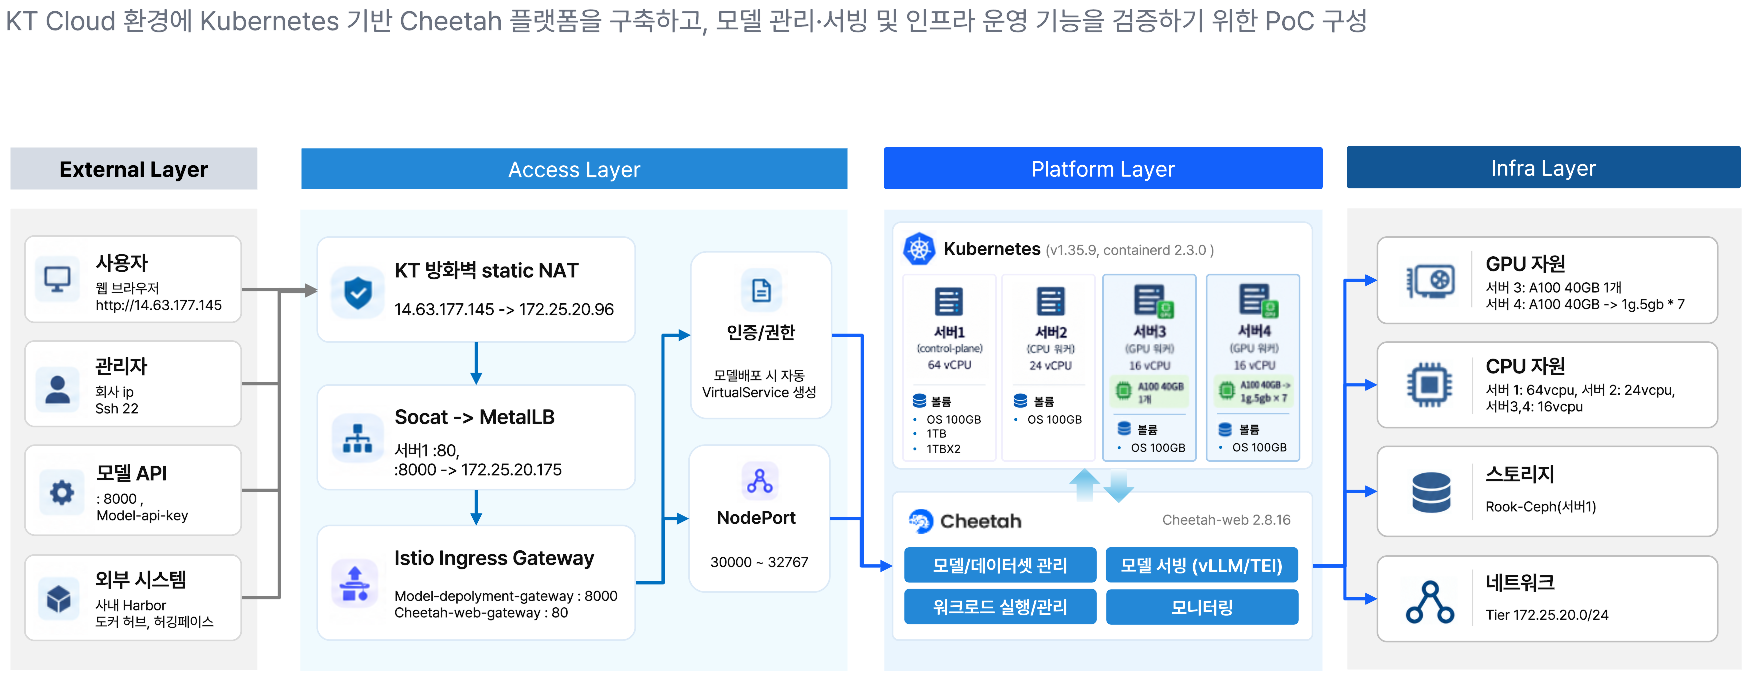 KT Cloud 환경에 Kubernetes 기반 Cheetah 플랫폼을 구축하고, 모델 관리·서빙 및 인프라 운영 기능을 검증하기 위한 PoC 구성
External Layer
사용자
웹 브라우저
http://14.63.177.145
관리자
회사 ip
Ssh 22
모델 API
: 8000 ,
Model-api-key
외부 시스템
사내 Harbor
도커 허브, 허깅페이스
Access Layer
KT 방화벽 static NAT
14.63.177.145 -> 172.25.20.96
Socat -> MetalLB
서버1 :80,
:8000 -> 172.25.20.175
Istio Ingress Gateway
Model-depolyment-gateway : 8000
Cheetah-web-gateway : 80
인증/권한
모델배포 시 자동
VirtualService 생성
NodePort
30000 ~ 32767
Platform Layer
Kubernetes (v1.35.9, containerd 2.3.0 )
서버1
(control-plane)
64 vCPU
볼륨
• OS 100GB
• 1TB
• 1TBX2
서버2
(CPU 워커)
24 vCPU
볼륨
• OS 100GB
GPU
서버3
(GPU 워커)
16 vCPU
A100 40GB
1개
볼륨
• OS 100GB
GPU
서버4
(GPU 워커)
16 vCPU
A100 40GB ->
1g.5gb × 7
볼륨
• OS 100GB
Cheetah
Cheetah-web 2.8.16
모델/데이터셋 관리
모델 서빙 (vLLM/TEI)
워크로드 실행/관리
모니터링
Infra Layer
GPU 자원
서버 3: A100 40GB 1개
서버 4: A100 40GB -> 1g.5gb * 7
CPU 자원
서버 1: 64vcpu, 서버 2: 24vcpu,
서버3,4: 16vcpu
스토리지
Rook-Ceph(서버1)
네트워크
Tier 172.25.20.0/24